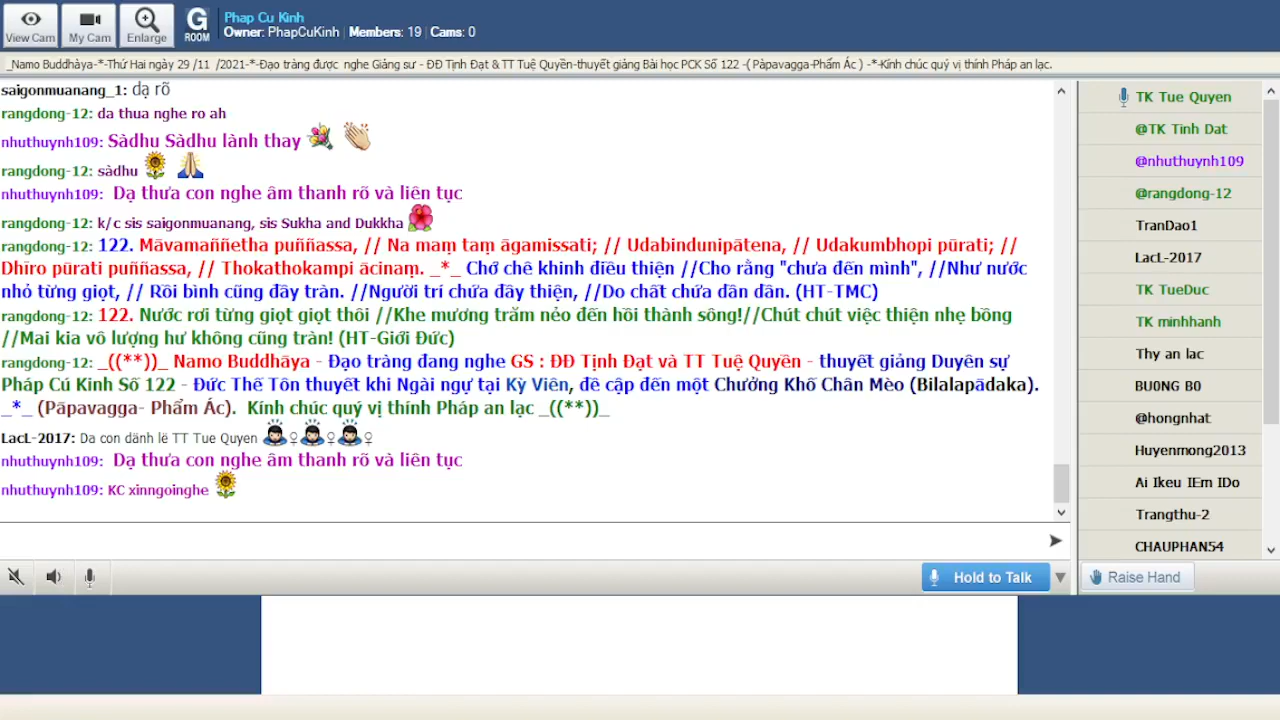 View Cam
My Cam
Enlarge
G
ROOM
Phap Cu Kinh
Owner: PhapCuKinh | Members: 19 | Cams: 0
_Namo Buddhàya-*-Thứ Hai ngày 29 /11 /2021-*-Đạo tràng được nghe Giảng sư - ĐĐ Tịnh Đạt & TT Tuệ Quyền-thuyết giảng Bài học PCK Số 122 -( Pàpavagga-Phẩm Ác ) -*-Kính chúc quý vị thính Pháp an lạc.
saigonmuanang_1: dạ rõ
rangdong-12: da thua nghe ro ah
nhuthuynh109: Sàdhu Sàdhu lành thay
rangdong-12: sàdhu
nhuthuynh109: Dạ thưa con nghe âm thanh rõ và liên tục
rangdong-12: k/c sis saigonmuanang, sis Sukha and Dukkha
rangdong-12: 122. Māvamaññetha puññassa, // Na maṃ taṃ āgamissati; // Udabindunipātena, // Udakumbhopi pūrati; //
Dhīro pūrati puññassa, // Thokathokampi ācinaṃ. _*_ Chớ chê khinh điều thiện //Cho rằng "chưa đến mình", //Như nước
nhỏ từng giọt, // Rồi bình cũng đầy tràn. //Người trí chứa đầy thiện, //Do chất chứa dần dần. (HT-TMC)
rangdong-12: 122. Nước rơi từng giọt giọt thôi //Khe mương trăm nẻo đến hồi thành sông!//Chút chút việc thiện nhẹ bồng
//Mai kia vô lượng hư không cũng tràn! (HT-Giới Đức)
rangdong-12: _((**))_ Namo Buddhāya - Đạo tràng đang nghe GS : ĐĐ Tịnh Đạt và TT Tuệ Quyền - thuyết giảng Duyên sự
Pháp Cú Kinh Số 122 - Đức Thế Tôn thuyết khi Ngài ngự tại Kỳ Viên, đề cập đến một Chưởng Khố Chân Mèo (Bilalapādaka).
_*_ (Pāpavagga- Phẩm Ác). Kính chúc quý vị thính Pháp an lạc _((**))_
LacL-2017: Da con dãnh lẽ TT Tue Quyen
nhuthuynh109: Dạ thưa con nghe âm thanh rõ và liên tục
nhuthuynh109: KC xinngoinghe
Hold to Talk
TK Tue Quyen
@TK Tinh Dat
@nhuthuynh109
@rangdong-12
TranDao1
LacL-2017
TK TueDuc
TK minhhanh
Thy an lac
BU0NG B0
@hongnhat
Huyenmong2013
Ai Ikeu IEm IDo
Trangthu-2
CHAUPHAN54
Raise Hand